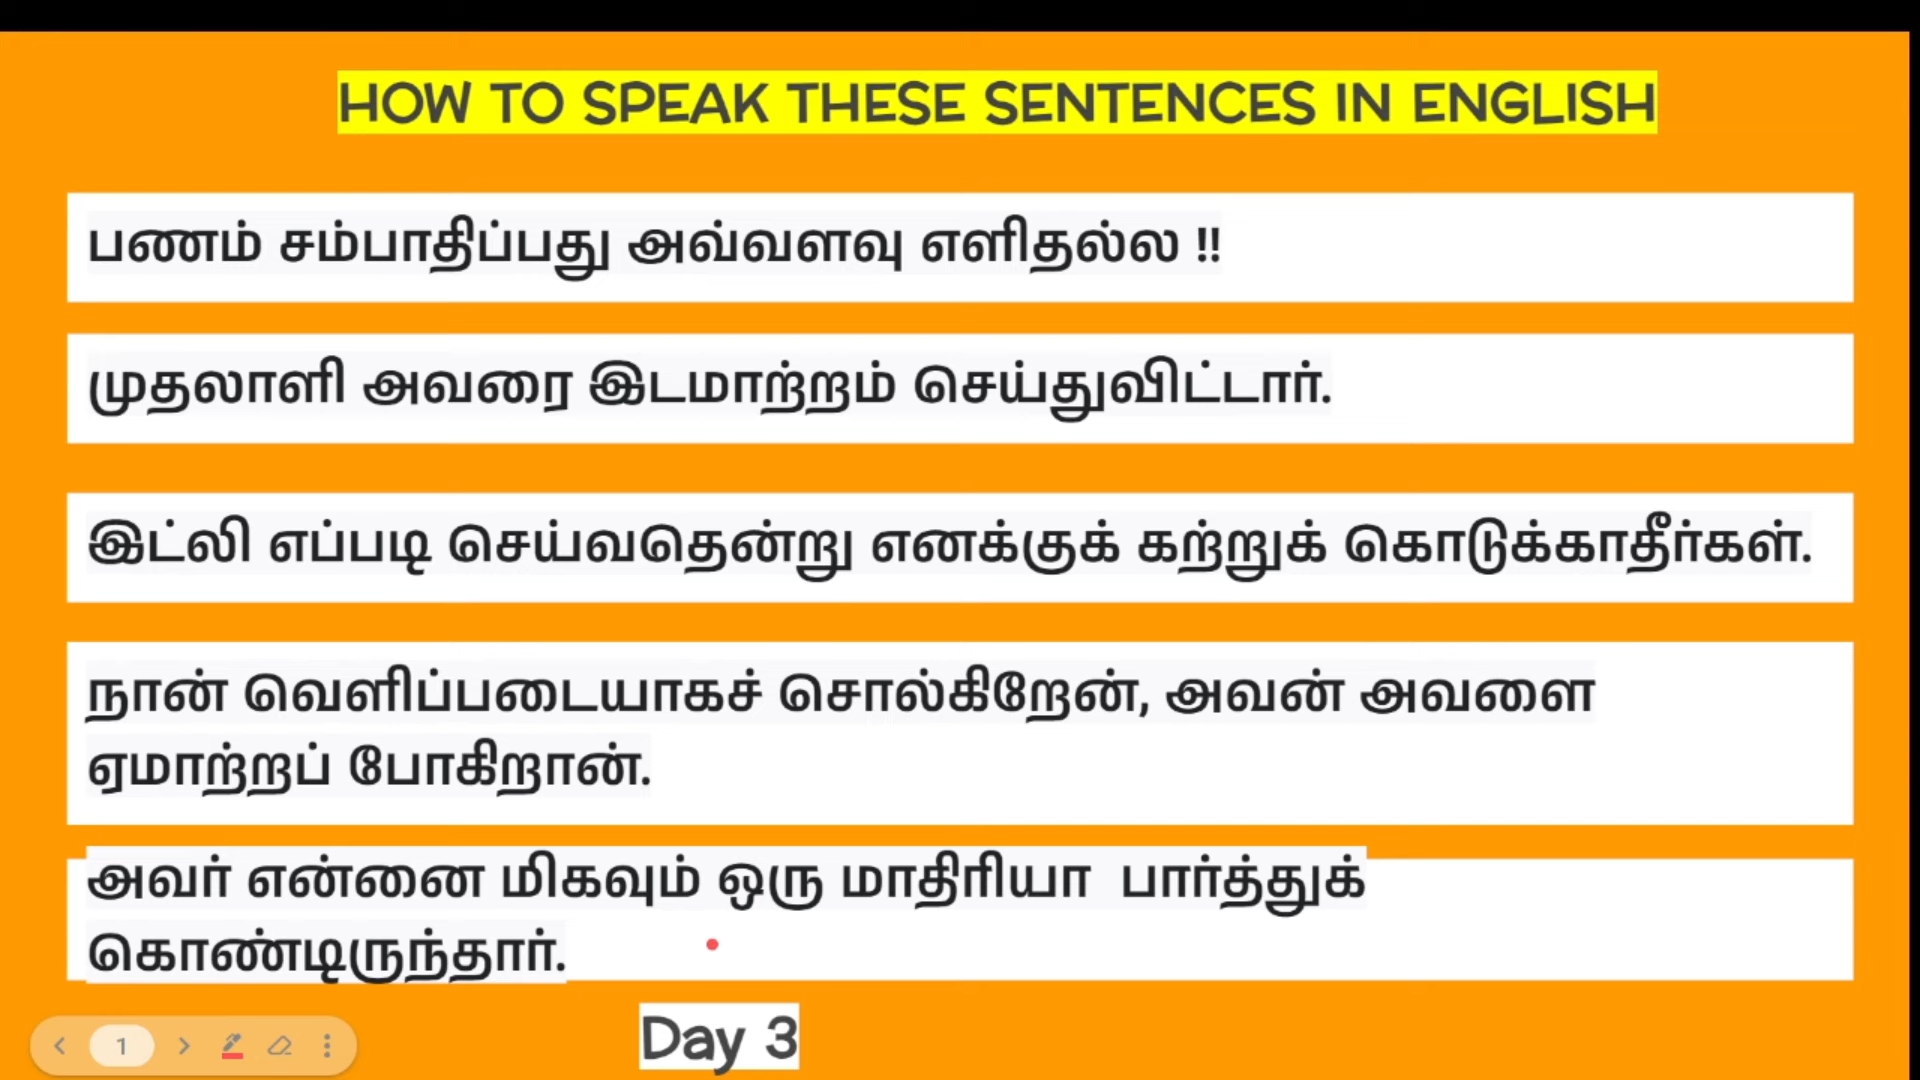 HOW TO SPEAK THESE SENTENCES IN ENGLISH
பணம் சம்பாதிப்பது அவ்வளவு எளிதல்ல !!
முதலாளி அவரை இடமாற்றம் செய்துவிட்டார்.
இட்லி எப்படி செய்வதென்று எனக்குக் கற்றுக் கொடுக்காதீர்கள்.
நான் வெளிப்படையாகச் சொல்கிறேன், அவன் அவளை
ஏமாற்றப் போகிறான்.
அவர் என்னை மிகவும் ஒரு மாதிரியா பார்த்துக்
கொண்டிருந்தார்.
Day 3
1